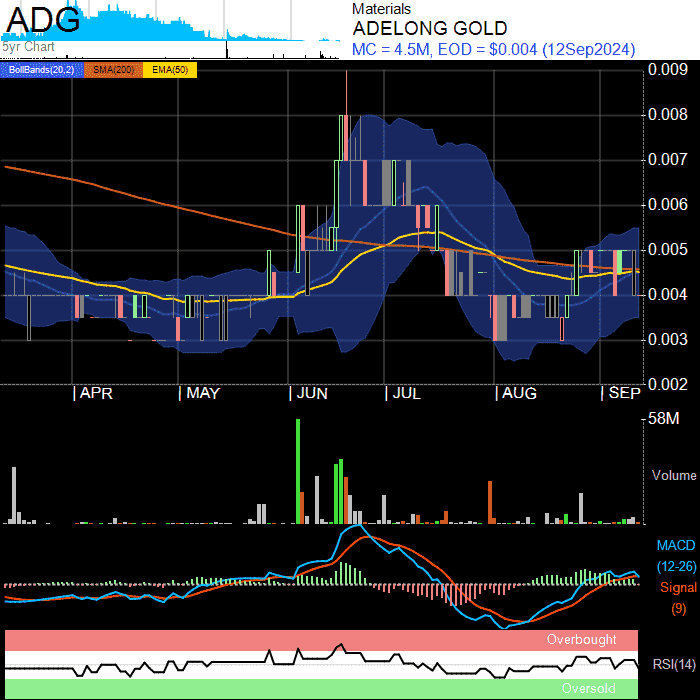 ADG
5yr Chart
Materials
ADELONG GOLD
MC = 4.5M, EOD = $0.004 (12Sep2024)
BollBands(20,2) SMA(200) EMA(50)
0.009
0.008
0.007
0.006
0.005
0.004
0.003
0.002
APR MAY JUN JUL AUG SEP
58M
Volume
MACD
(12-26)
Signal
(9)
Overbought
RSI(14)
Oversold